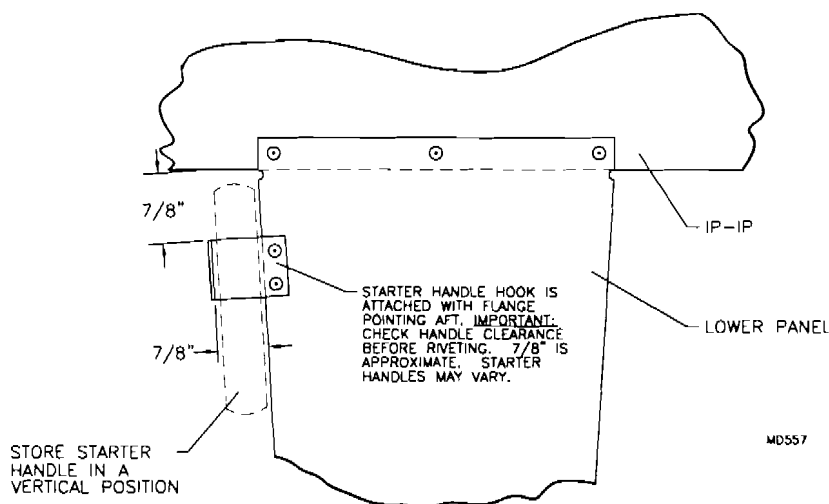 7/8"
IP-IP
STARTER HANDLE HOOK IS
ATTACHED WITH FLANGE
POINTING AFT. IMPORTANT:
CHECK HANDLE CLEARANCE
BEFORE RIVETING. 7/8" IS
APPROXIMATE. STARTER
HANDLES MAY VARY.
LOWER PANEL
7/8"
STORE STARTER
HANDLE IN A
VERTICAL POSITION
MD557